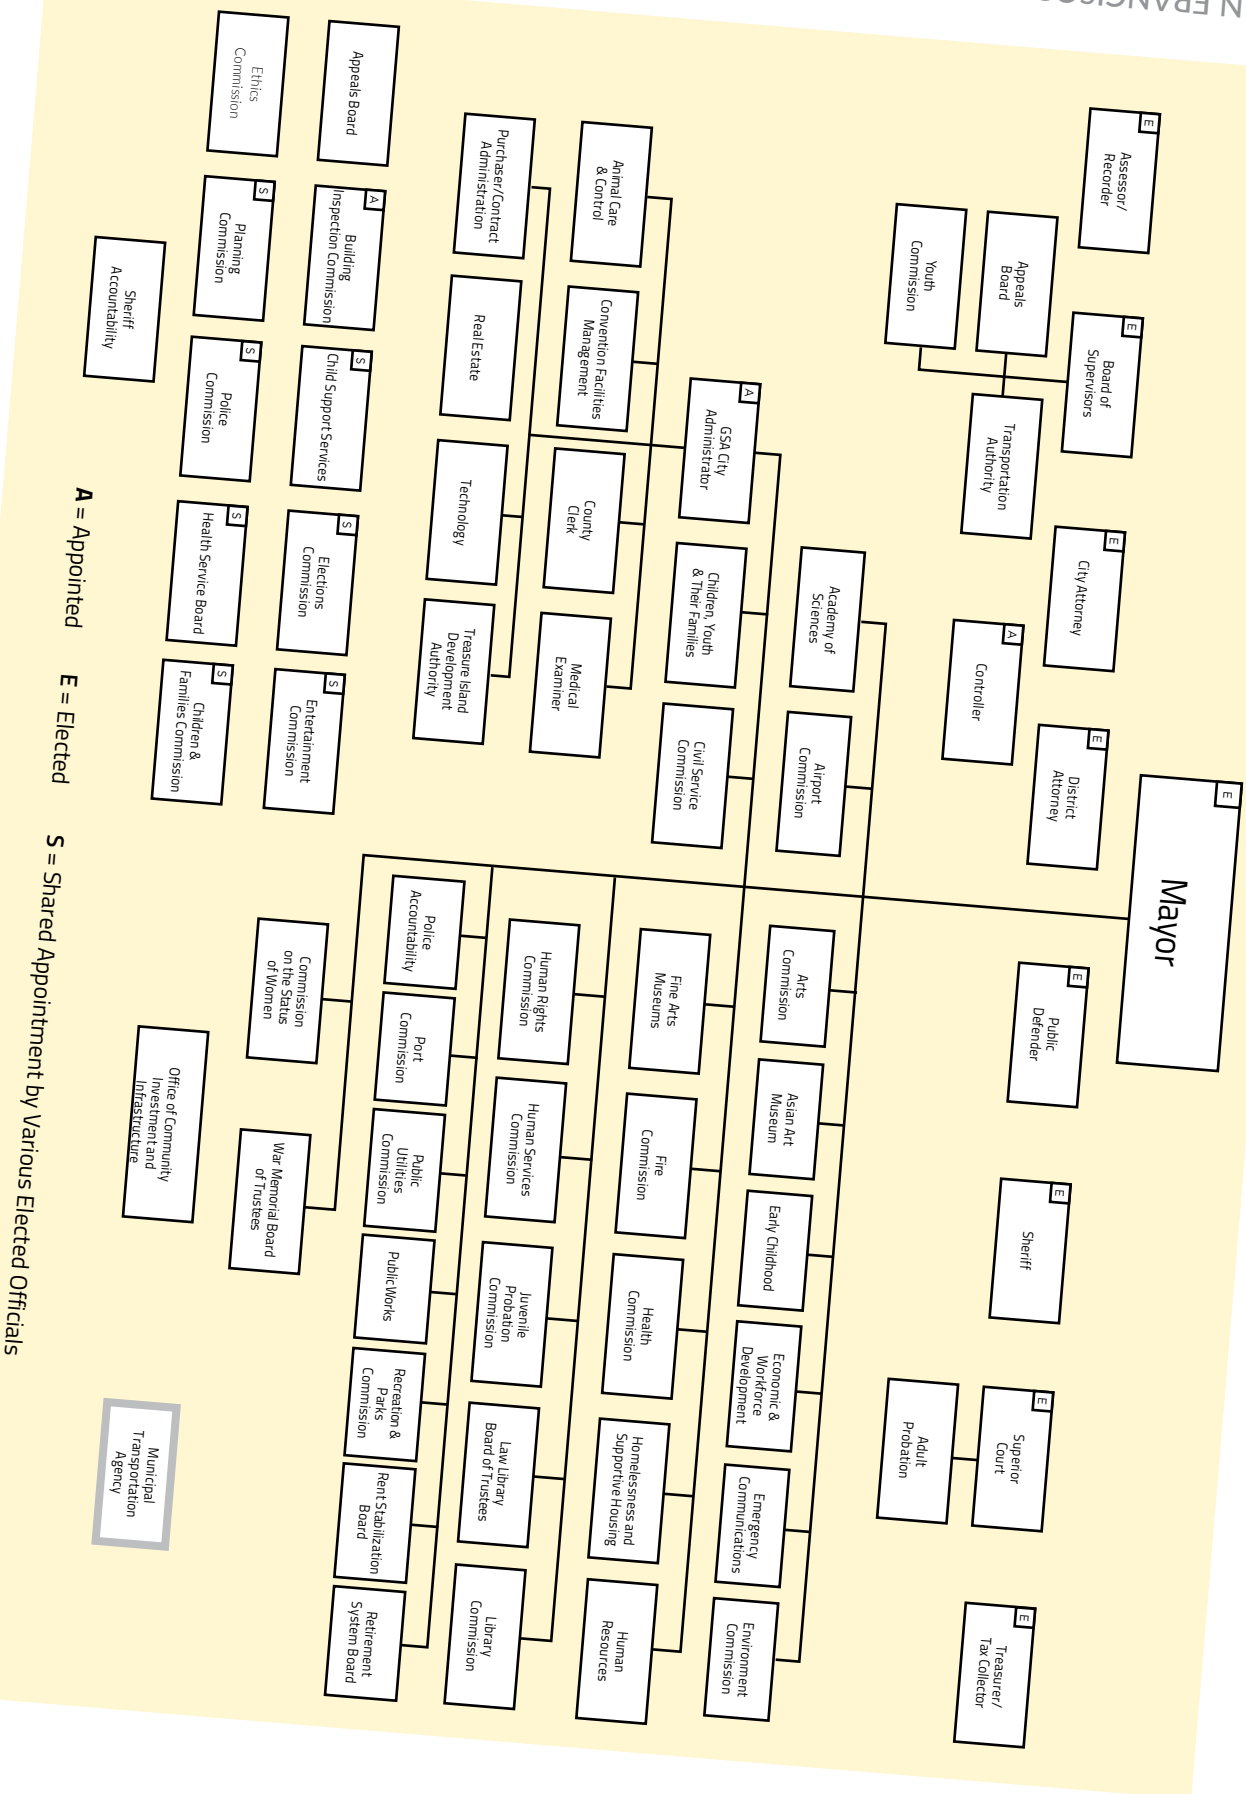 N FRANCISCO
E
Mayor
E
Assessor/
Recorder
E
Board of
Supervisors
E
City Attorney
E
District
Attorney
E
Public
Defender
E
Sheriff
E
Superior
Court
E
Treasurer/
Tax Collector
Appeals
Board
Youth
Commission
Transportation
Authority
A
Controller
Adult
Probation
Academy of
Sciences
Airport
Commission
Arts
Commission
Asian Art
Museum
Early Childhood
Economic &
Workforce
Development
Emergency
Communications
Environment
Commission
A
GSA City
Administrator
Children, Youth
& Their Families
Civil Service
Commission
Fine Arts
Museums
Fire
Commission
Health
Commission
Homelessness and
Supportive Housing
Human
Resources
Animal Care
& Control
Convention Facilities
Management
County
Clerk
Medical
Examiner
Human Rights
Commission
Human Services
Commission
Juvenile
Probation
Commission
Law Library
Board of Trustees
Library
Commission
Purchaser/Contract
Administration
Real Estate
Technology
Treasure Island
Development
Authority
Police
Accountability
Port
Commission
Public
Utilities
Commission
Public Works
Recreation &
Parks
Commission
Rent Stabilization
Board
Retirement
System Board
Appeals Board
A
Building
Inspection Commission
S
Child Support Services
S
Elections
Commission
S
Entertainment
Commission
Commission
on the Status
of Women
War Memorial Board
of Trustees
Ethics
Commission
S
Planning
Commission
S
Police
Commission
S
Health Service Board
S
Children &
Families Commission
Office of Community
Investment and
Infrastructure
Municipal
Transportation
Agency
Sheriff
Accountability
A = Appointed E = Elected S = Shared Appointment by Various Elected Officials